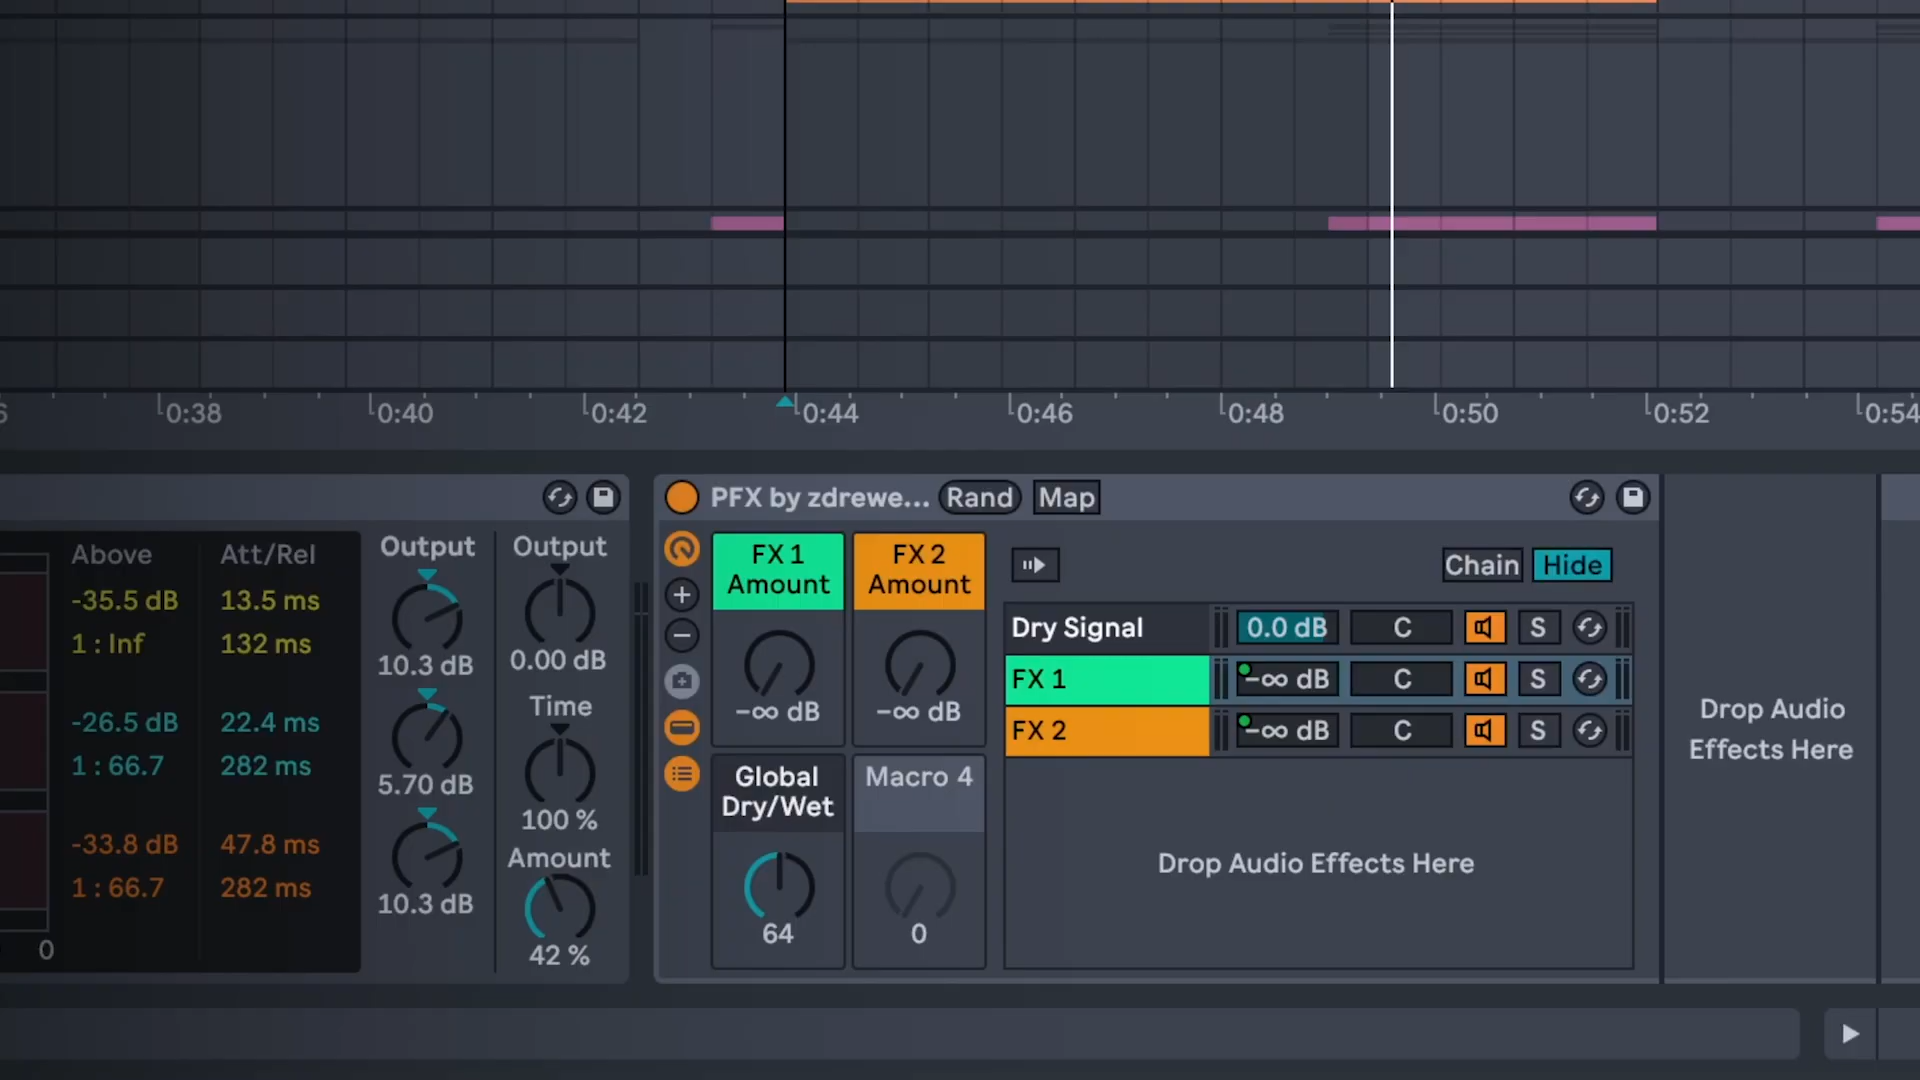 6
0:38
0:40
0:42
0:44
0:46
0:48
0:50
0:52
0:54
PFX by zdrewe...
Rand
Map
Above
Att/Rel
-35.5 dB
13.5 ms
1 : Inf
132 ms
-26.5 dB
22.4 ms
1 : 66.7
282 ms
-33.8 dB
47.8 ms
1 : 66.7
282 ms
0
Output
10.3 dB
5.70 dB
10.3 dB
Output
0.00 dB
Time
100 %
Amount
42 %
FX 1
Amount
-∞ dB
FX 2
Amount
-∞ dB
Global
Dry/Wet
64
Macro 4
0
Chain
Hide
Dry Signal
0.0 dB
C
S
FX 1
-∞ dB
C
S
FX 2
-∞ dB
C
S
Drop Audio Effects Here
Drop Audio
Effects Here